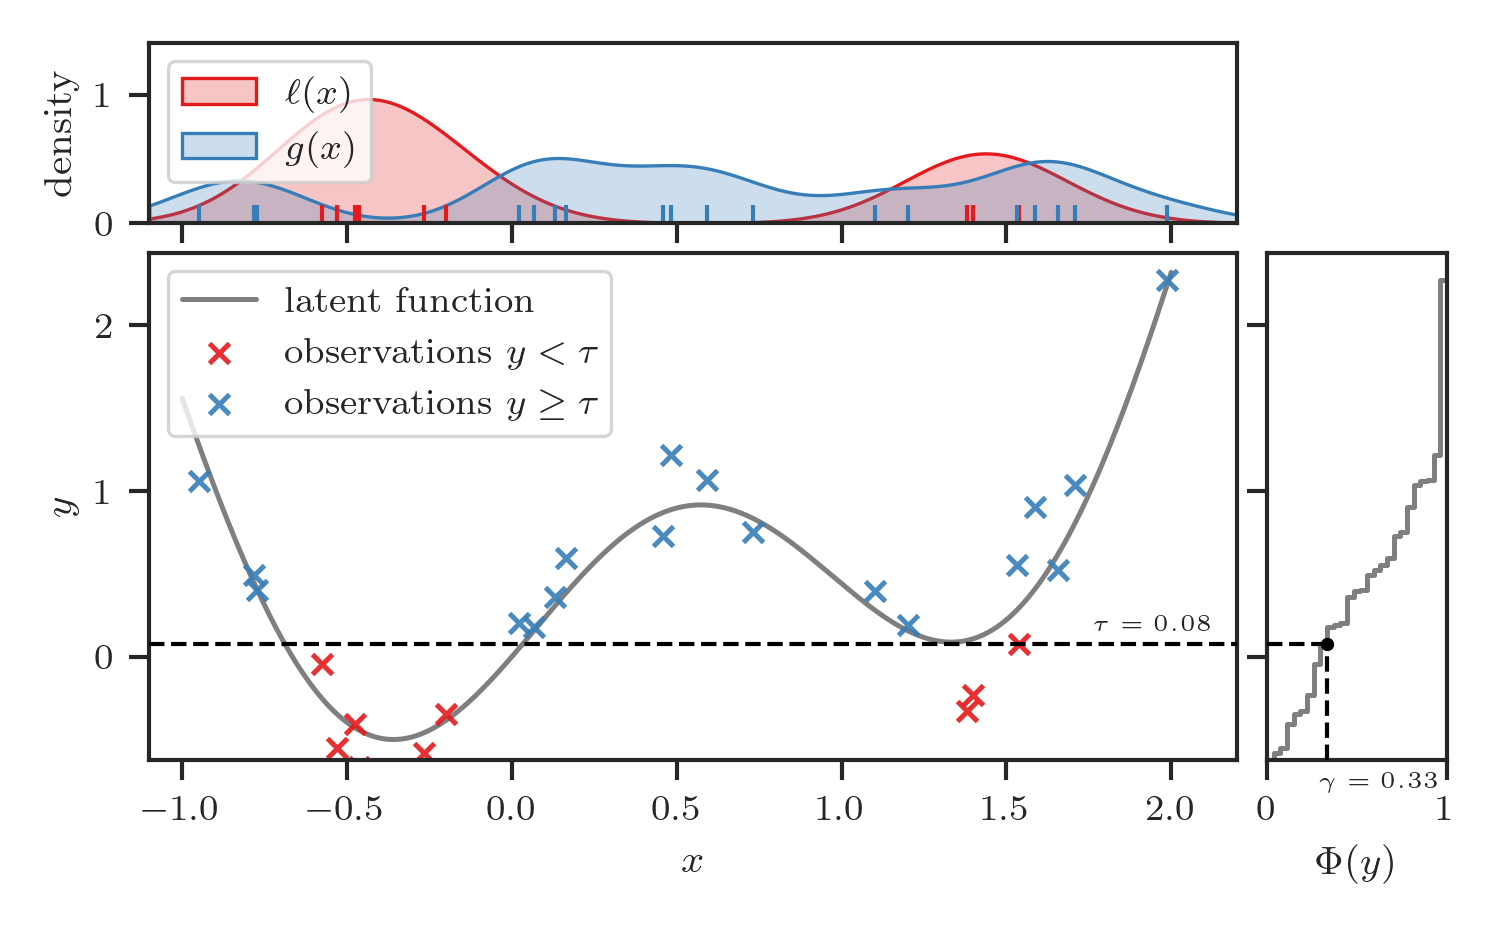 density
1
0
ℓ(x)
g(x)
y
2
1
0
latent function
observations y < τ
observations y ≥ τ
τ = 0.08
−1.0 −0.5 0.0 0.5 1.0 1.5 2.0
x
γ = 0.33
0 1
Φ(y)